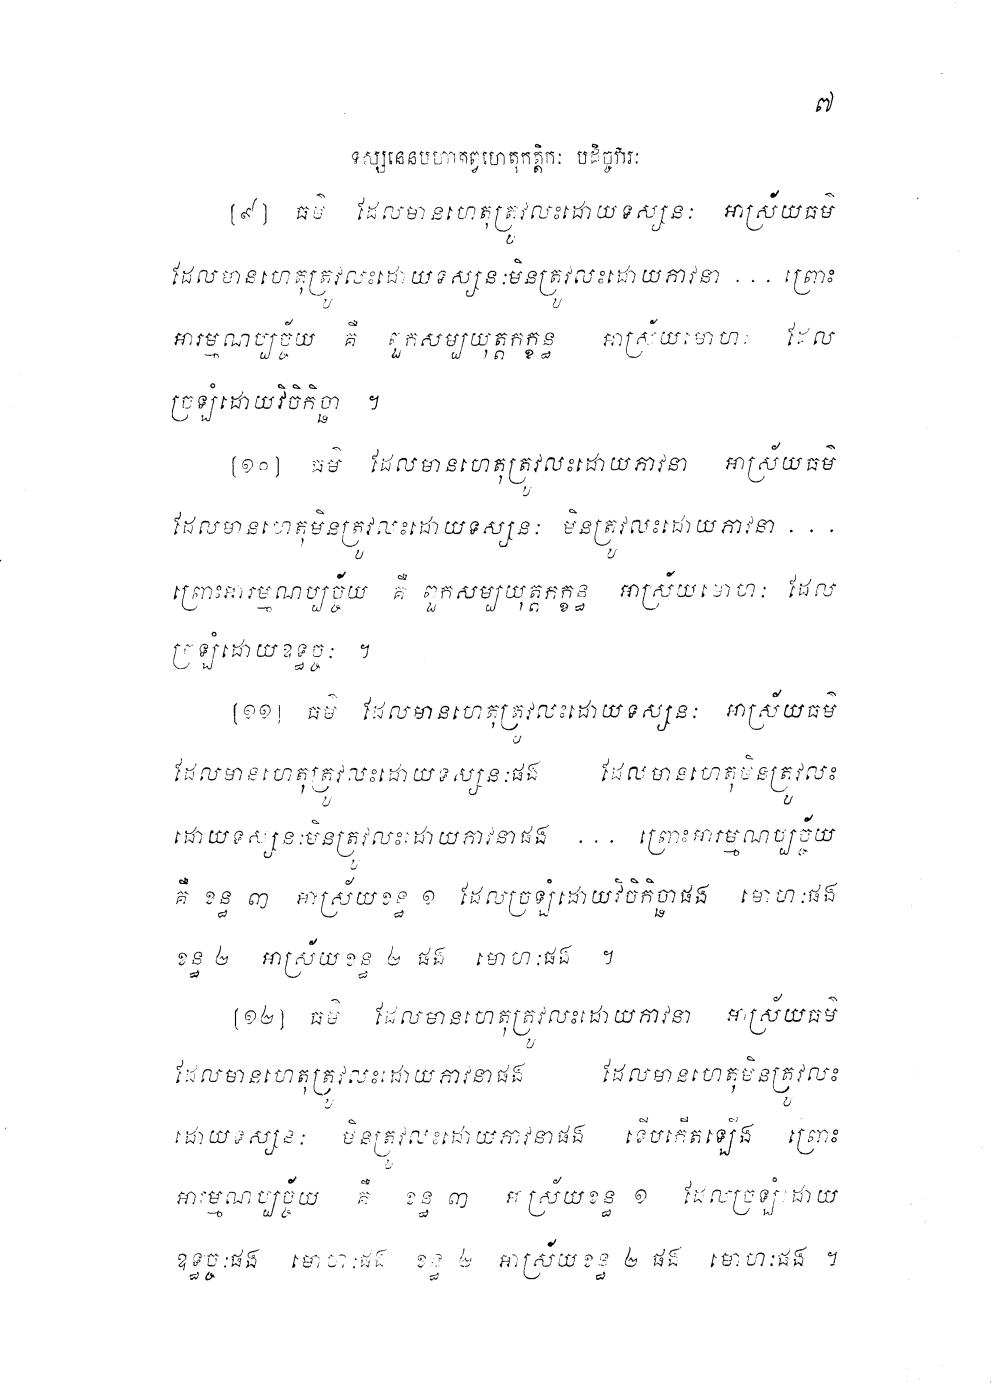 ៧
ទស្សនេនបហាតព្វហេតុកត្តិកៈ បដិច្ចវារៈ
[៩] ធម៌ ដែលមានហេតុត្រូវលះដោយទស្សនៈ អាស្រ័យធម៌
ដែលមានហេតុត្រូវលះដោយទស្សនៈមិនត្រូវលះដោយភាវនា ... ព្រោះ
អារម្មណប្បច្ច័យ គឺ ពួកសម្បយុត្តកក្ខន្ធ អាស្រ័យមោហៈ ដែល
ច្រឡំដោយវិចិកិច្ឆា ។
[១០] ធម៌ ដែលមានហេតុត្រូវលះដោយភាវនា អាស្រ័យធម៌
ដែលមានហេតុមិនត្រូវលះដោយទស្សនៈ មិនត្រូវលះដោយភាវនា ...
ព្រោះអារម្មណប្បច្ច័យ គឺ ពួកសម្បយុត្តកក្ខន្ធ អាស្រ័យមោហៈ ដែល
ច្រឡំដោយឧទ្ធច្ចៈ ។
[១១] ធម៌ ដែលមានហេតុត្រូវលះដោយទស្សនៈ អាស្រ័យធម៌
ដែលមានហេតុត្រូវលះដោយទស្សនៈផង ដែលមានហេតុមិនត្រូវលះ
ដោយទស្សនៈមិនត្រូវលះដោយភាវនាផង ... ព្រោះអារម្មណប្បច្ច័យ
គឺ ខន្ធ ៣ អាស្រ័យខន្ធ ១ ដែលច្រឡំដោយវិចិកិច្ឆាផង មោហៈផង
ខន្ធ ២ អាស្រ័យខន្ធ ២ ផង មោហៈផង ។
[១២] ធម៌ ដែលមានហេតុត្រូវលះដោយភាវនា អាស្រ័យធម៌
ដែលមានហេតុត្រូវលះដោយភាវនាផង ដែលមានហេតុមិនត្រូវលះ
ដោយទស្សនៈ មិនត្រូវលះដោយភាវនាផង ទើបកើតឡើង ព្រោះ
អារម្មណប្បច្ច័យ គឺ ខន្ធ ៣ អាស្រ័យខន្ធ ១ ដែលច្រឡំដោយ
ឧទ្ធច្ចៈផង មោហៈផង ខន្ធ ២ អាស្រ័យខន្ធ ២ ផង មោហៈផង ។